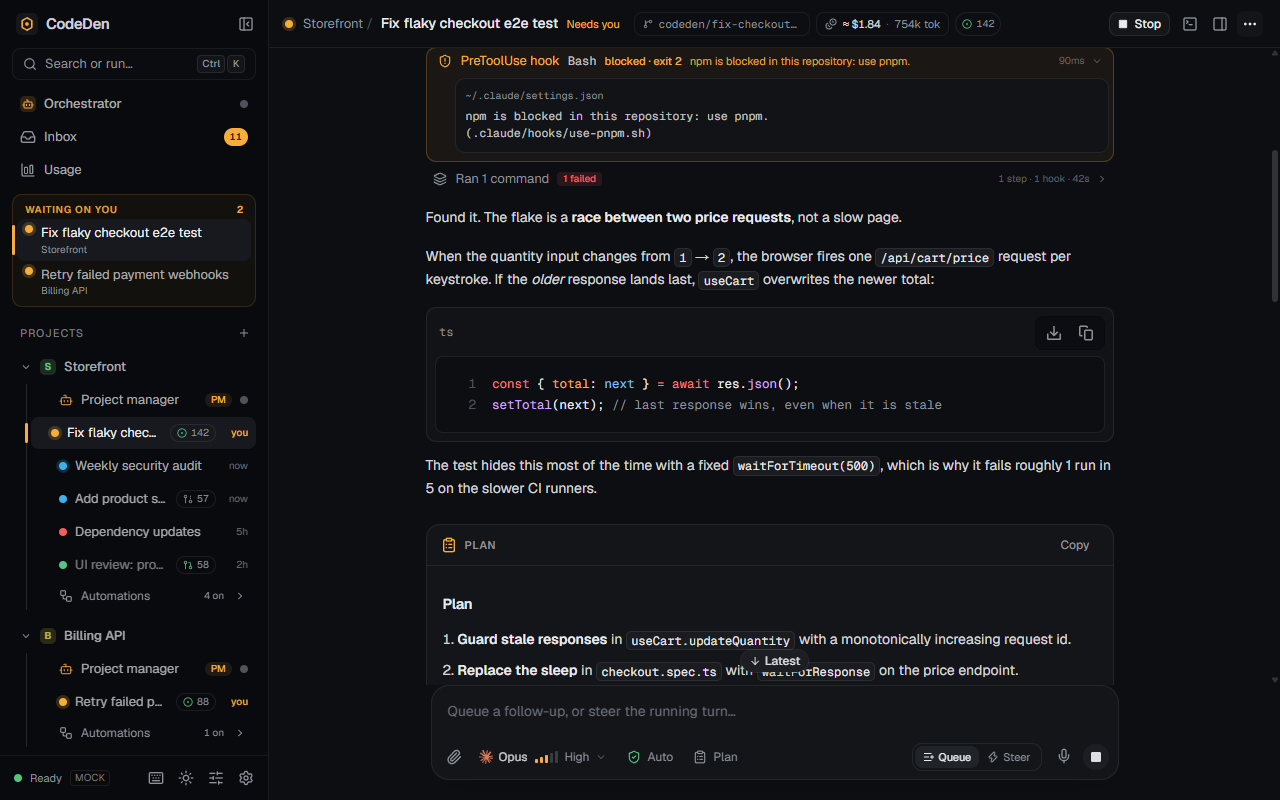 CodeDen
Search or run... Ctrl K
Orchestrator
Inbox 11
Usage
WAITING ON YOU 2
Fix flaky checkout e2e test
Storefront
Retry failed payment webhooks
Billing API
PROJECTS
S Storefront
Project manager PM
Fix flaky chec... 142 you
Weekly security audit now
Add product s... 57 now
Dependency updates 5h
UI review: pro... 58 2h
Automations 4 on
B Billing API
Project manager PM
Retry failed p... 88 you
Automations 1 on
Ready MOCK
Storefront / Fix flaky checkout e2e test Needs you codeden/fix-checkout... ≈ $1.84 · 754k tok 142 Stop
PreToolUse hook Bash blocked · exit 2 npm is blocked in this repository: use pnpm. 90ms
~/.claude/settings.json
npm is blocked in this repository: use pnpm.
(.claude/hooks/use-pnpm.sh)
Ran 1 command 1 failed 1 step · 1 hook · 42s
Found it. The flake is a race between two price requests, not a slow page.
When the quantity input changes from 1 → 2, the browser fires one /api/cart/price request per
keystroke. If the older response lands last, useCart overwrites the newer total:
ts
1 const { total: next } = await res.json();
2 setTotal(next); // last response wins, even when it is stale
The test hides this most of the time with a fixed waitForTimeout(500), which is why it fails roughly 1 run in
5 on the slower CI runners.
PLAN Copy
Plan
1. Guard stale responses in useCart.updateQuantity with a monotonically increasing request id.
2. Replace the sleep in checkout.spec.ts with waitForResponse on the price endpoint.
↓ Latest
Queue a follow-up, or steer the running turn...
Opus High Auto Plan Queue Steer